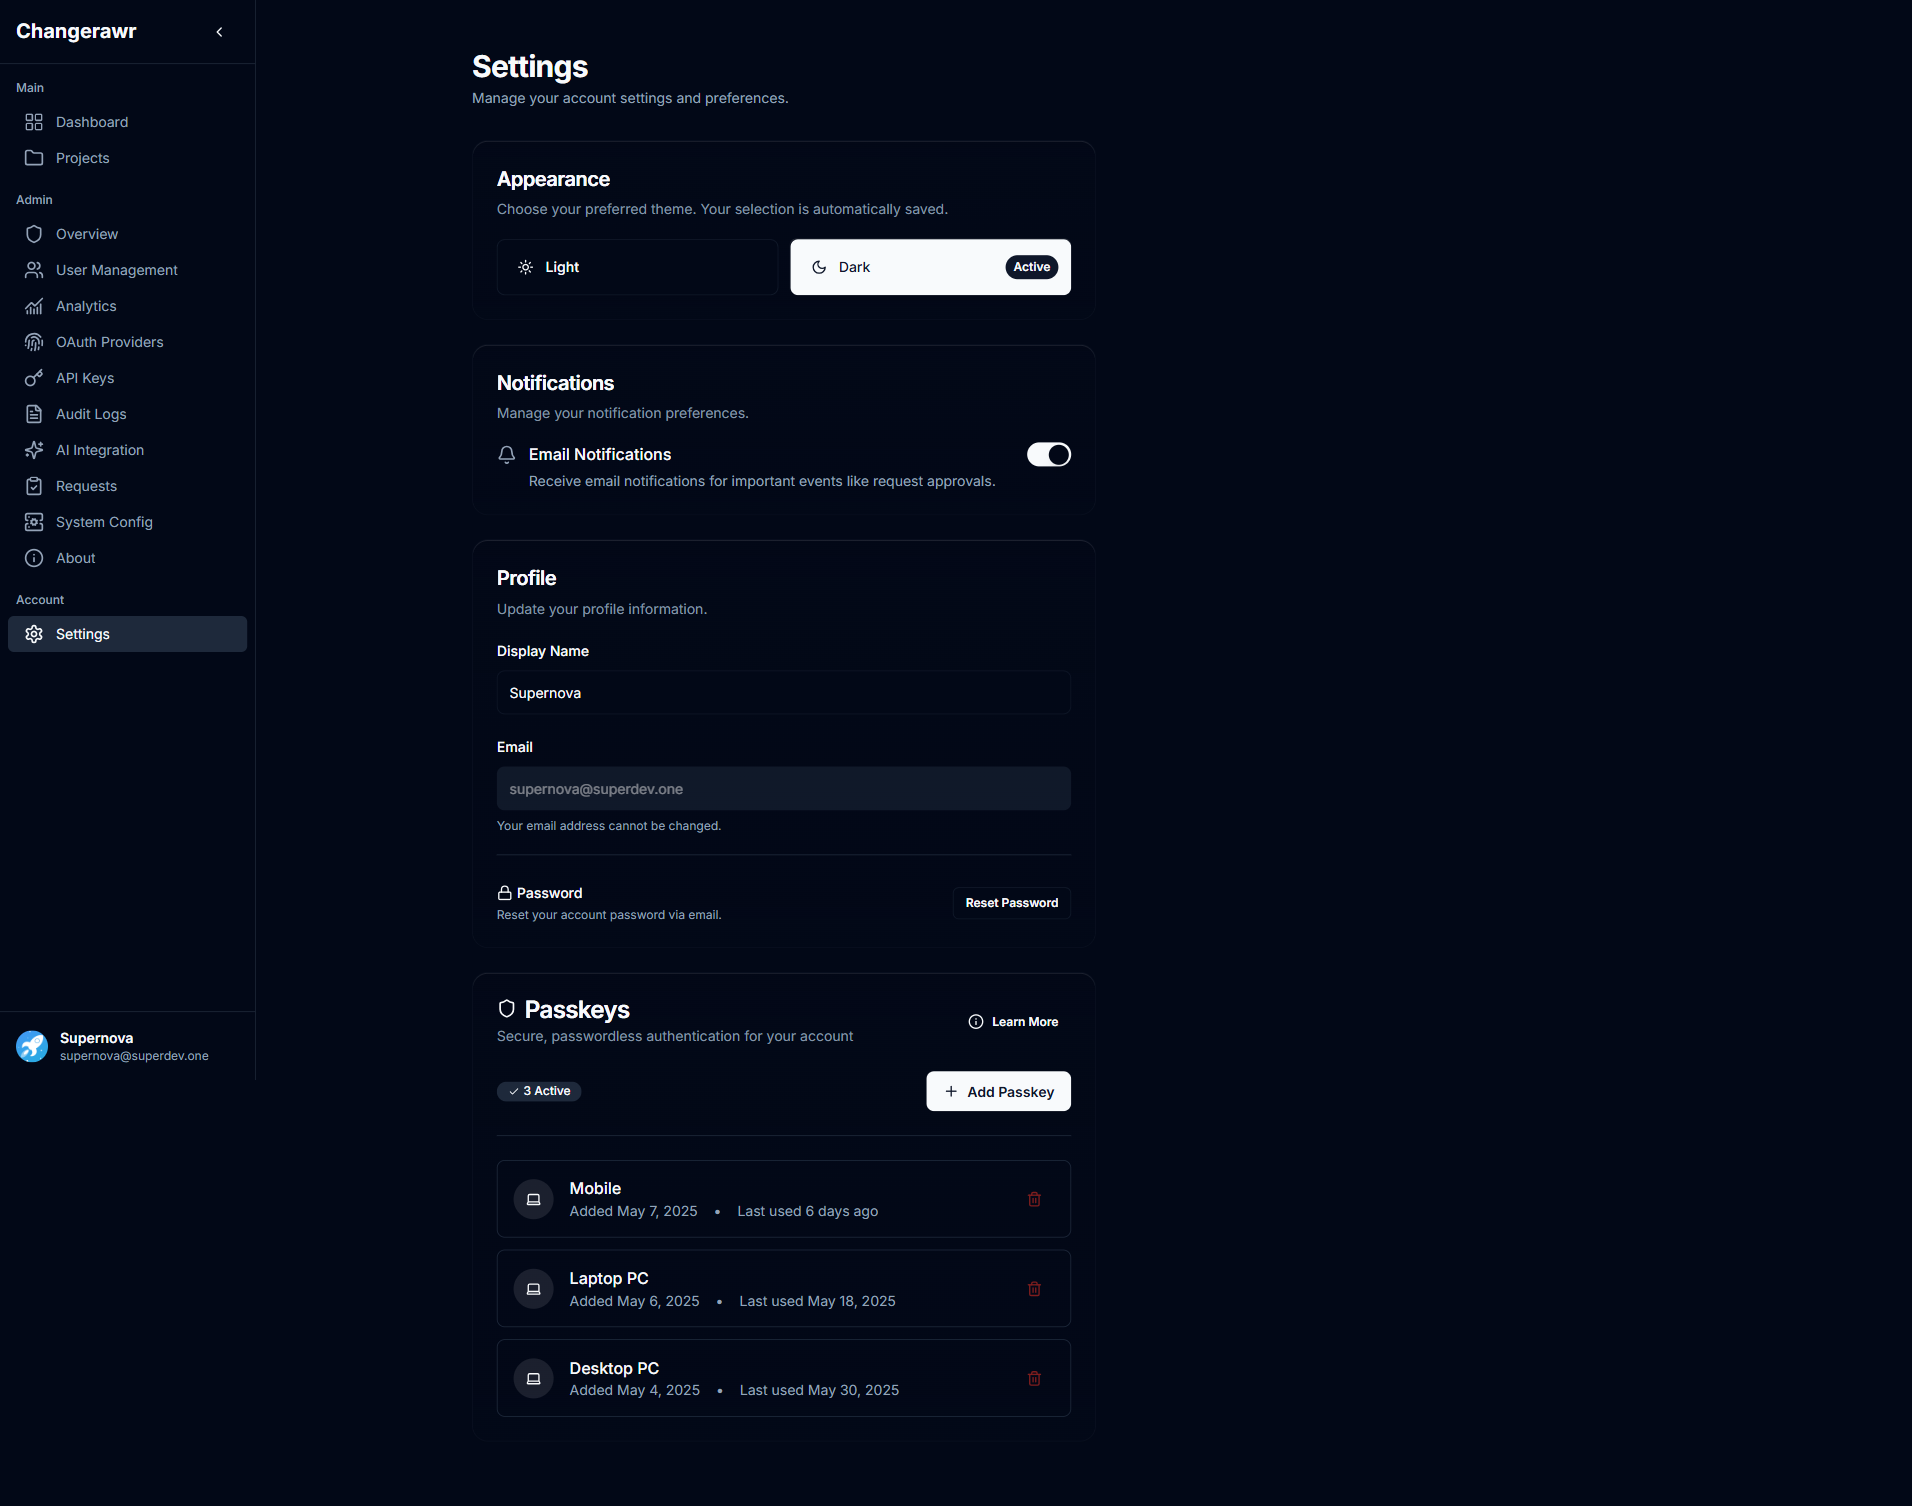 Changerawr
Main
Dashboard
Projects
Admin
Overview
User Management
Analytics
OAuth Providers
API Keys
Audit Logs
AI Integration
Requests
System Config
About
Account
Settings
Supernova
supernova@superdev.one
Settings
Manage your account settings and preferences.
Appearance
Choose your preferred theme. Your selection is automatically saved.
Light
Dark
Active
Notifications
Manage your notification preferences.
Email Notifications
Receive email notifications for important events like request approvals.
Profile
Update your profile information.
Display Name
Supernova
Email
supernova@superdev.one
Your email address cannot be changed.
Password
Reset your account password via email.
Reset Password
Passkeys
Secure, passwordless authentication for your account
Learn More
3 Active
Add Passkey
Mobile
Added May 7, 2025 • Last used 6 days ago
Laptop PC
Added May 6, 2025 • Last used May 18, 2025
Desktop PC
Added May 4, 2025 • Last used May 30, 2025